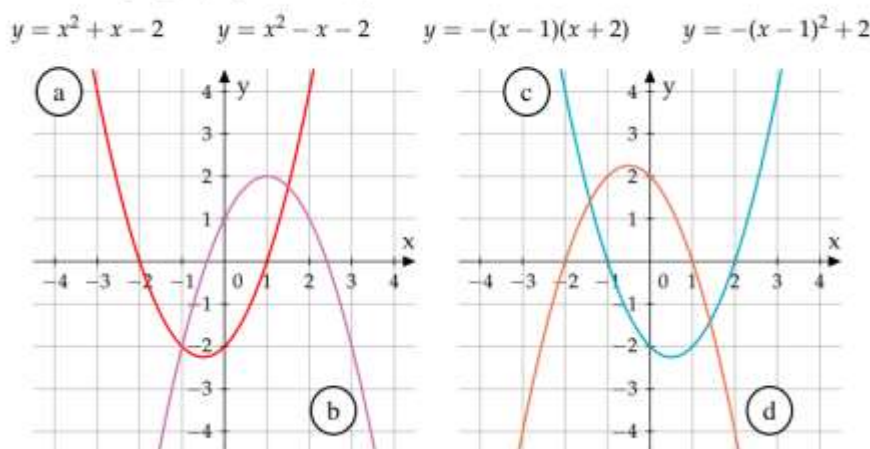 y = x² + x − 2    y = x² − x − 2    y = −(x − 1)(x + 2)    y = −(x − 1)² + 2
a
y
4
3
2
1
x
−4 −3 −2 −1 0 1 2 3 4
−1
−2
−3
−4
b
c
y
4
3
2
1
x
−4 −3 −2 −1 0 1 2 3 4
−1
−2
−3
−4
d